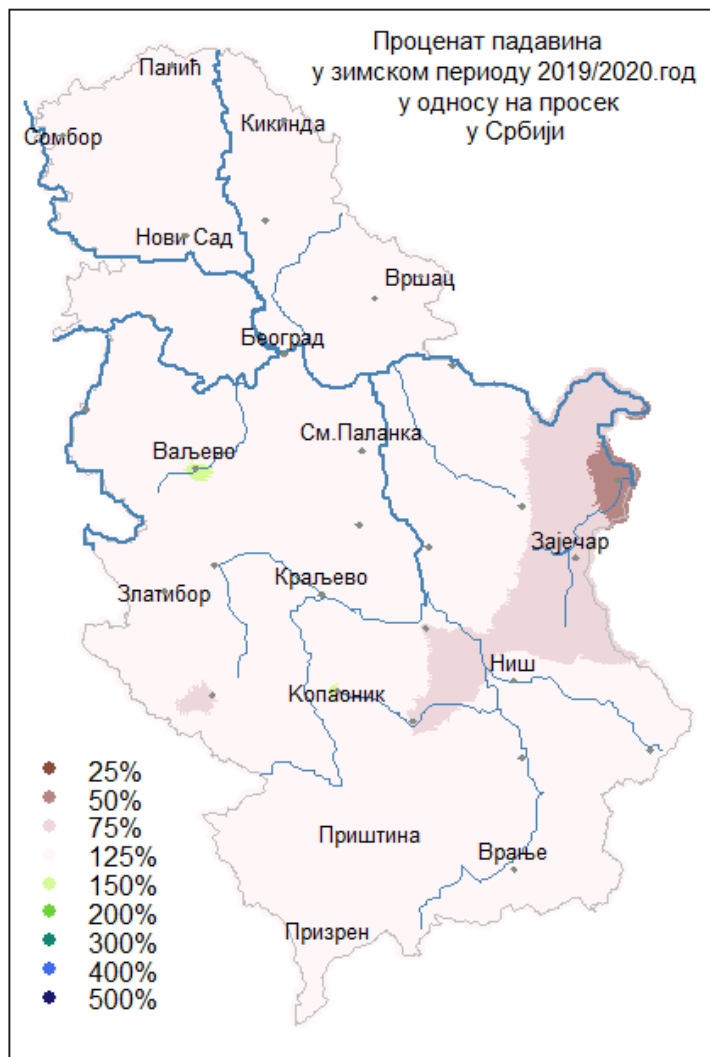 Проценат падавина
у зимском периоду 2019/2020.год
у односу на просек
у Србији
Палић
Кикинда
Сомбор
Нови Сад
Вршац
Београд
См.Паланка
Ваљево
Зајечар
Краљево
Златибор
Ниш
Копаоник
Приштина
Врање
Призрен
25%
50%
75%
125%
150%
200%
300%
400%
500%